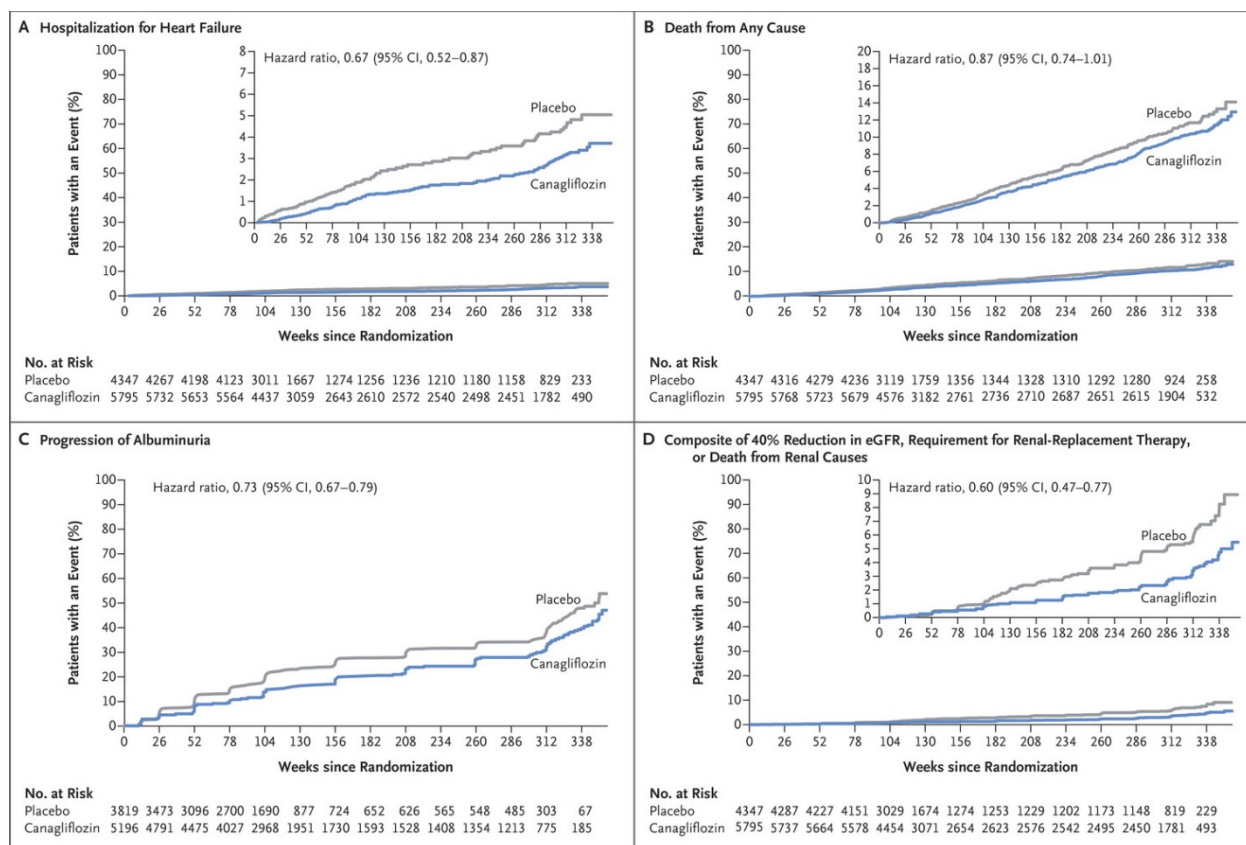 A Hospitalization for Heart Failure
Patients with an Event (%)
100
90
80
70
60
50
40
30
20
10
0
8
7
6
5
4
3
2
1
0
Hazard ratio, 0.67 (95% CI, 0.52–0.87)
Placebo
Canagliflozin
0 26 52 78 104 130 156 182 208 234 260 286 312 338
0 26 52 78 104 130 156 182 208 234 260 286 312 338
Weeks since Randomization
No. at Risk
Placebo 4347 4267 4198 4123 3011 1667 1274 1256 1236 1210 1180 1158 829 233
Canagliflozin 5795 5732 5653 5564 4437 3059 2643 2610 2572 2540 2498 2451 1782 490
B Death from Any Cause
Patients with an Event (%)
100
90
80
70
60
50
40
30
20
10
0
20
18
16
14
12
10
8
6
4
2
0
Hazard ratio, 0.87 (95% CI, 0.74–1.01)
Placebo
Canagliflozin
0 26 52 78 104 130 156 182 208 234 260 286 312 338
0 26 52 78 104 130 156 182 208 234 260 286 312 338
Weeks since Randomization
No. at Risk
Placebo 4347 4316 4279 4236 3119 1759 1356 1344 1328 1310 1292 1280 924 258
Canagliflozin 5795 5768 5723 5679 4576 3182 2761 2736 2710 2687 2651 2615 1904 532
C Progression of Albuminuria
Patients with an Event (%)
100
90
80
70
60
50
40
30
20
10
0
Hazard ratio, 0.73 (95% CI, 0.67–0.79)
Placebo
Canagliflozin
0 26 52 78 104 130 156 182 208 234 260 286 312 338
Weeks since Randomization
No. at Risk
Placebo 3819 3473 3096 2700 1690 877 724 652 626 565 548 485 303 67
Canagliflozin 5196 4791 4475 4027 2968 1951 1730 1593 1528 1408 1354 1213 775 185
D Composite of 40% Reduction in eGFR, Requirement for Renal-Replacement Therapy,
or Death from Renal Causes
Patients with an Event (%)
100
90
80
70
60
50
40
30
20
10
0
10
9
8
7
6
5
4
3
2
1
0
Hazard ratio, 0.60 (95% CI, 0.47–0.77)
Placebo
Canagliflozin
0 26 52 78 104 130 156 182 208 234 260 286 312 338
0 26 52 78 104 130 156 182 208 234 260 286 312 338
Weeks since Randomization
No. at Risk
Placebo 4347 4287 4227 4151 3029 1674 1274 1253 1229 1202 1173 1148 819 229
Canagliflozin 5795 5737 5664 5578 4454 3071 2654 2623 2576 2542 2495 2450 1781 493